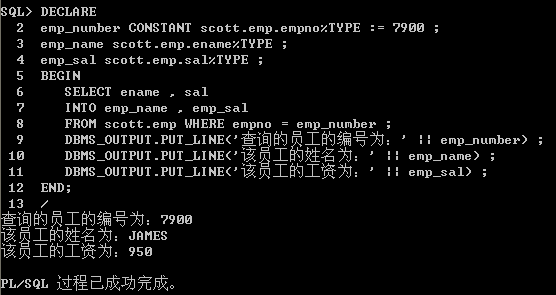 SQL> DECLARE
2 emp_number CONSTANT scott.emp.empno%TYPE := 7900 ;
3 emp_name scott.emp.ename%TYPE ;
4 emp_sal scott.emp.sal%TYPE ;
5 BEGIN
6 SELECT ename , sal
7 INTO emp_name , emp_sal
8 FROM scott.emp WHERE empno = emp_number ;
9 DBMS_OUTPUT.PUT_LINE('查询的员工的编号为：' || emp_number) ;
10 DBMS_OUTPUT.PUT_LINE('该员工的姓名为：' || emp_name) ;
11 DBMS_OUTPUT.PUT_LINE('该员工的工资为：' || emp_sal) ;
12 END;
13 /
查询的员工的编号为：7900
该员工的姓名为：JAMES
该员工的工资为：950
PL/SQL 过程已成功完成。